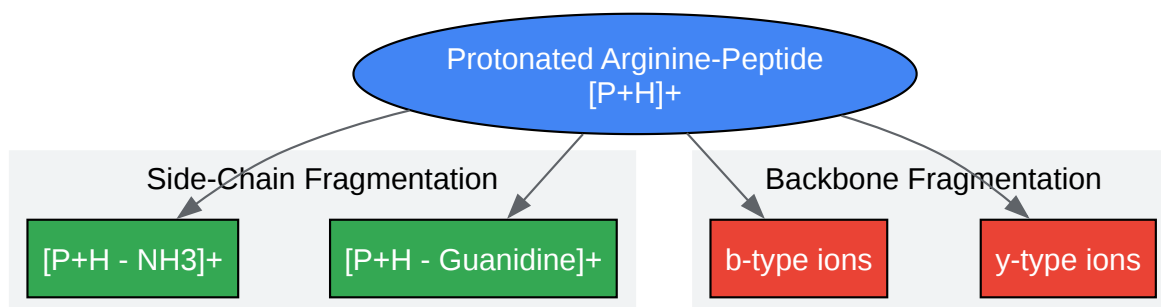 Protonated Arginine-Peptide
[P+H]+
Side-Chain Fragmentation
Backbone Fragmentation
[P+H - NH3]+
[P+H - Guanidine]+
b-type ions
y-type ions